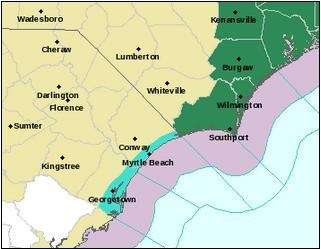 Wadesboro
Kenansville
Cheraw
Lumberton
Burgaw
Whiteville
Darlington
Florence
Wilmington
Sumter
Southport
Conway
Kingstree
Myrtle Beach
Georgetown